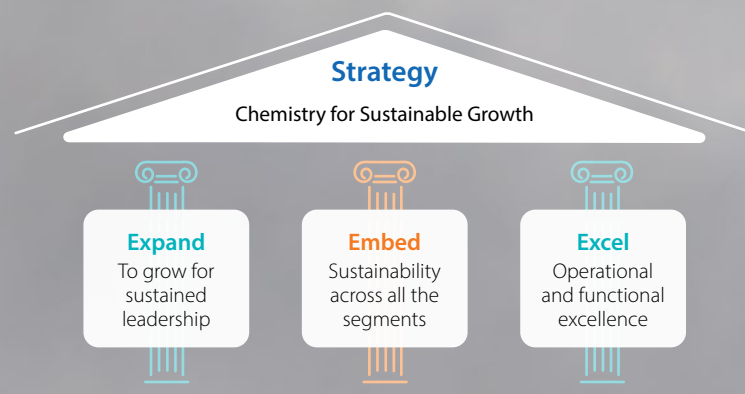 Strategy
Chemistry for Sustainable Growth
Expand
To grow for
sustained
leadership
Embed
Sustainability
across all the
segments
Excel
Operational
and functional
excellence